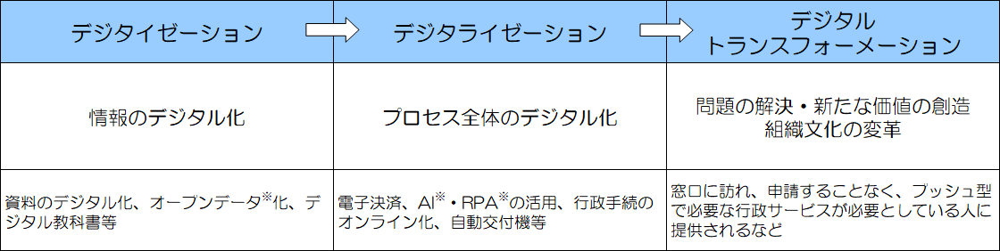 デジタイゼーション
デジタライゼーション
デジタル
トランスフォーメーション
情報のデジタル化
プロセス全体のデジタル化
問題の解決・新たな価値の創造
組織文化の変革
資料のデジタル化、オープンデータ※化、デ
ジタル教科書等
電子決済、AI※・RPA※の活用、行政手続の
オンライン化、自動交付機等
窓口に訪れ、申請することなく、プッシュ型
で必要な行政サービスが必要としている人に
提供されるなど